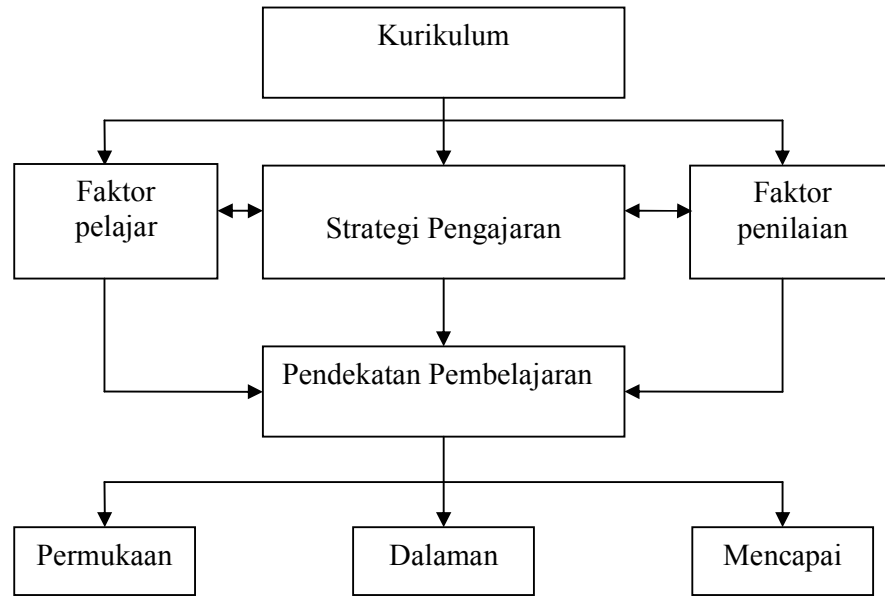 Kurikulum
Faktor
pelajar
Strategi Pengajaran
Faktor
penilaian
Pendekatan Pembelajaran
Permukaan
Dalaman
Mencapai